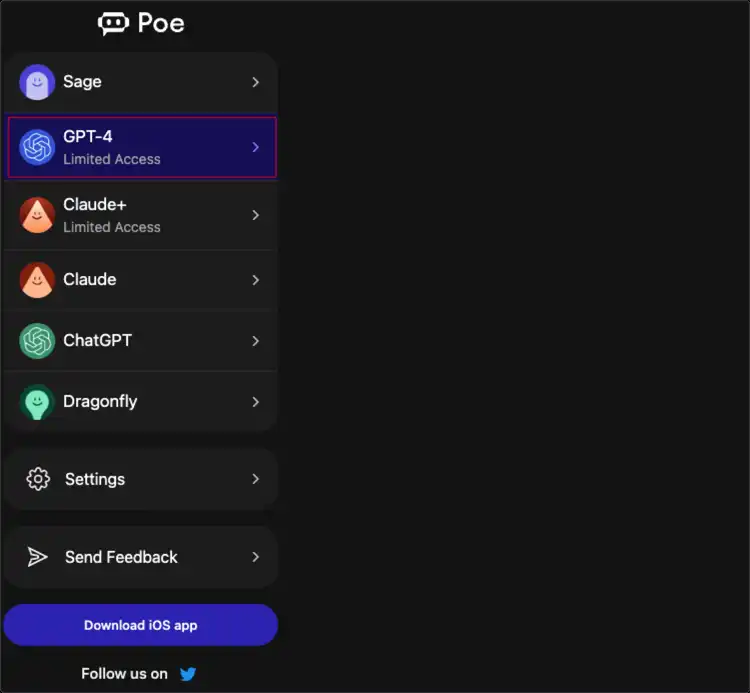 Poe
Sage
GPT-4
Limited Access
Claude+
Limited Access
Claude
ChatGPT
Dragonfly
Settings
Send Feedback
Download iOS app
Follow us on